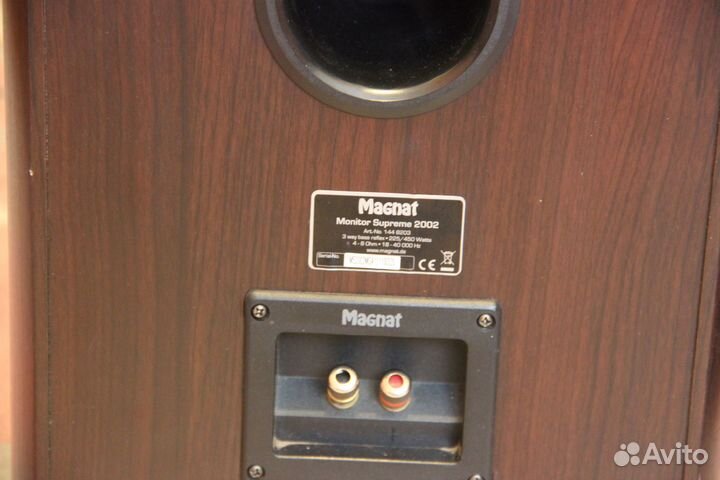 Magnat
Monitor Supreme 2002
Art.-No. 144 8203
3 way bass reflex • 225/450 Watts
4 - 8 Ohm • 18 - 40 000 Hz
www.magnat.de
Serial-No.
CE
Magnat
Avito